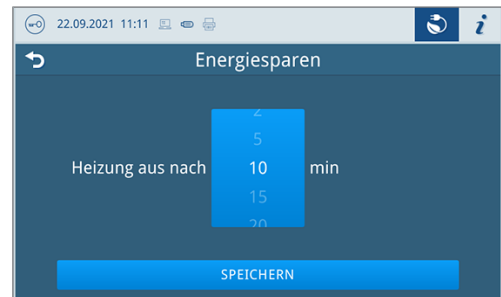 22.09.2021 11:11
Energiesparen
2
5
Heizung aus nach 10 min
15
20
SPEICHERN